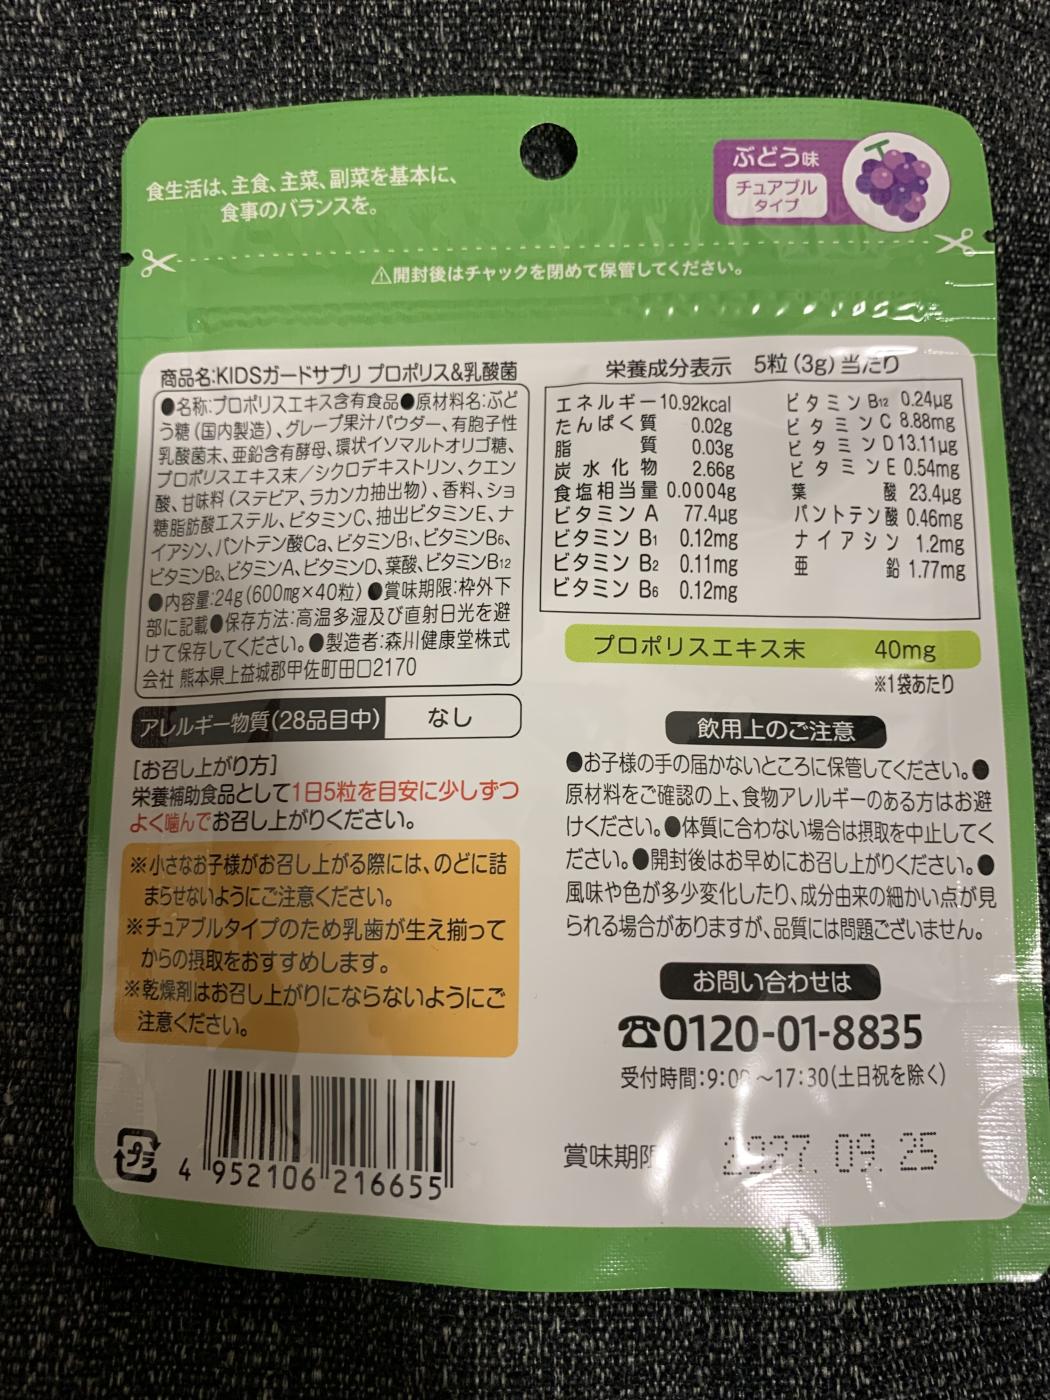 食生活は、主食、主菜、副菜を基本に、
食事のバランスを。
ぶどう味
チュアブル
タイプ
⚠開封後はチャックを閉めて保管してください。
商品名:KIDSガードサプリ プロポリス&乳酸菌
●名称:プロポリスエキス含有食品●原材料名:ぶど
う糖(国内製造)、グレープ果汁パウダー、有胞子性
乳酸菌末、亜鉛含有酵母、環状イソマルトオリゴ糖、
プロポリスエキス末/シクロデキストリン、クエン
酸、甘味料(ステビア、ラカンカ抽出物)、香料、ショ
糖脂肪酸エステル、ビタミンC、抽出ビタミンE、ナ
イアシン、パントテン酸Ca、ビタミンB1、ビタミンB6、
ビタミンB2、ビタミンA、ビタミンD、葉酸、ビタミンB12
●内容量:24g(600mg×40粒)●賞味期限:枠外下
部に記載●保存方法:高温多湿及び直射日光を避
けて保存してください。●製造者:森川健康堂株式
会社 熊本県上益城郡甲佐町田口2170
アレルギー物質(28品目中) なし
[お召し上がり方]
栄養補助食品として1日5粒を目安に少しずつ
よく噛んでお召し上がりください。
※小さなお子様がお召し上がる際には、のどに詰
まらせないようにご注意ください。
※チュアブルタイプのため乳歯が生え揃って
からの摂取をおすすめします。
※乾燥剤はお召し上がりにならないようにご
注意ください。
プラ
4 952106 216655
栄養成分表示 5粒(3g)当たり
エネルギー 10.92kcal
たんぱく質 0.02g
脂質 0.03g
炭水化物 2.66g
食塩相当量 0.0004g
ビタミンA 77.4μg
ビタミンB1 0.12mg
ビタミンB2 0.11mg
ビタミンB6 0.12mg
ビタミンB12 0.24μg
ビタミンC 8.88mg
ビタミンD 13.11μg
ビタミンE 0.54mg
葉酸 23.4μg
パントテン酸 0.46mg
ナイアシン 1.2mg
亜鉛 1.77mg
プロポリスエキス末 40mg
※1袋あたり
飲用上のご注意
●お子様の手の届かないところに保管してください。●
原材料をご確認の上、食物アレルギーのある方はお避
けください。●体質に合わない場合は摂取を中止してく
ださい。●開封後はお早めにお召し上がりください。●
風味や色が多少変化したり、成分由来の細かい点が見
られる場合がありますが、品質には問題ございません。
お問い合わせは
☎0120-01-8835
受付時間:9:00~17:30(土日祝を除く)
賞味期限 2027. 09. 25